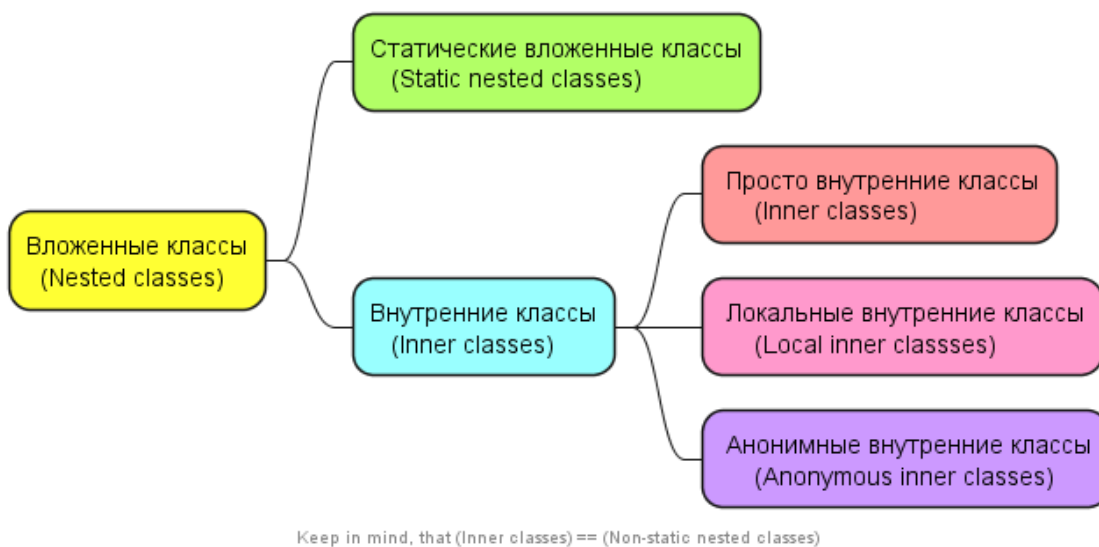 Статические вложенные классы
(Static nested classes)
Просто внутренние классы
(Inner classes)
Вложенные классы
(Nested classes)
Внутренние классы
(Inner classes)
Локальные внутренние классы
(Local inner classses)
Анонимные внутренние классы
(Anonymous inner classes)
Keep in mind, that (Inner classes) == (Non-static nested classes)